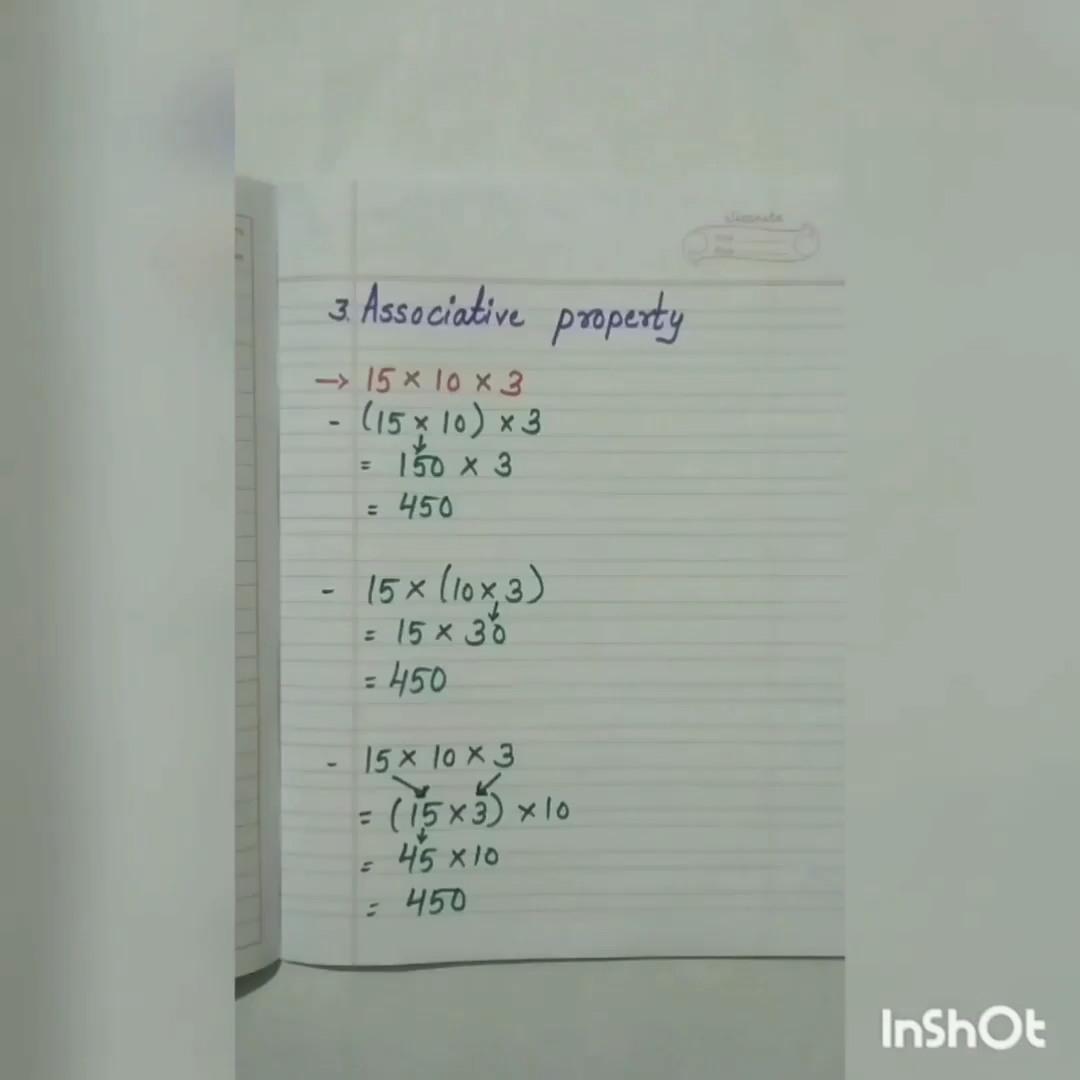 classmate
3. Associative property
→ 15 × 10 × 3
- (15 × 10) × 3
= 150 × 3
= 450
- 15 × (10 × 3)
= 15 × 30
= 450
- 15 × 10 × 3
= (15 × 3) × 10
= 45 × 10
= 450
InShOt